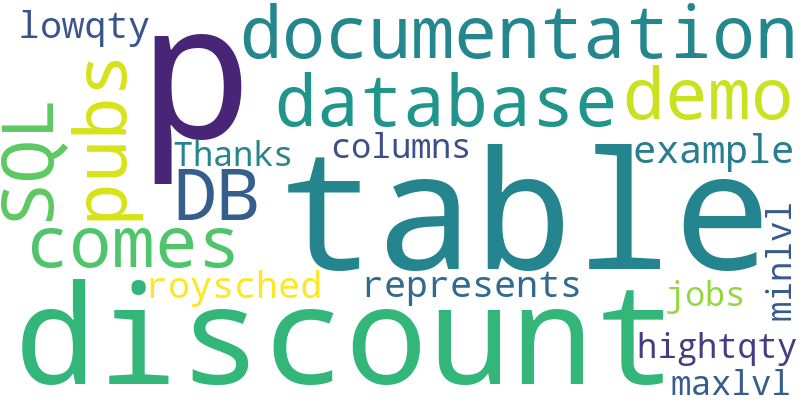 lowqty
p
documentation
SQL
pubs
database
demo
Thanks
columns
example
DB
table
comes
minlvl
roysched
represents
jobs
discount
hightqty
maxlvl